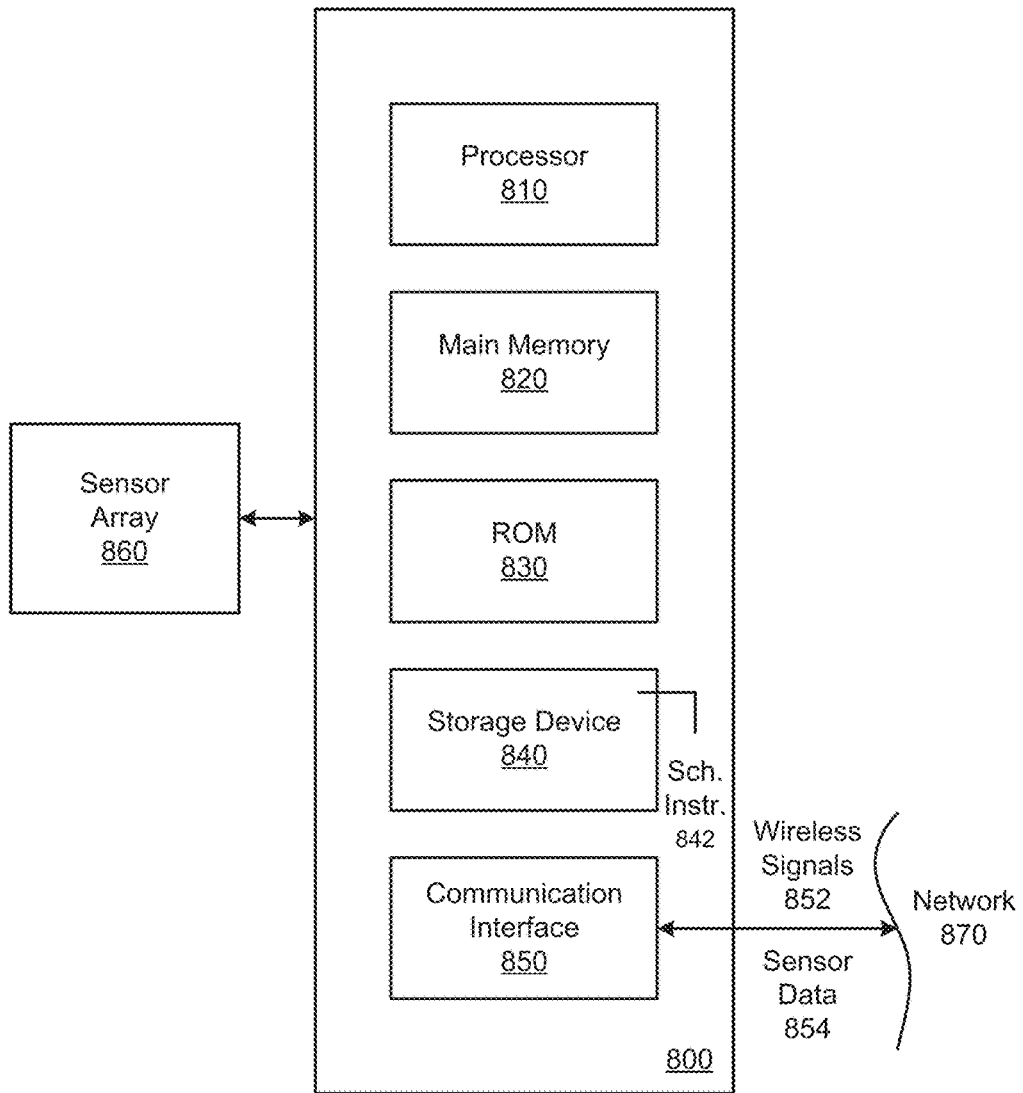 Processor
810
Main Memory
820
Sensor
Array
860
ROM
830
Storage Device
840
Sch.
Instr.
842
Communication
Interface
850
Wireless
Signals
852
Sensor
Data
854
Network
870
800